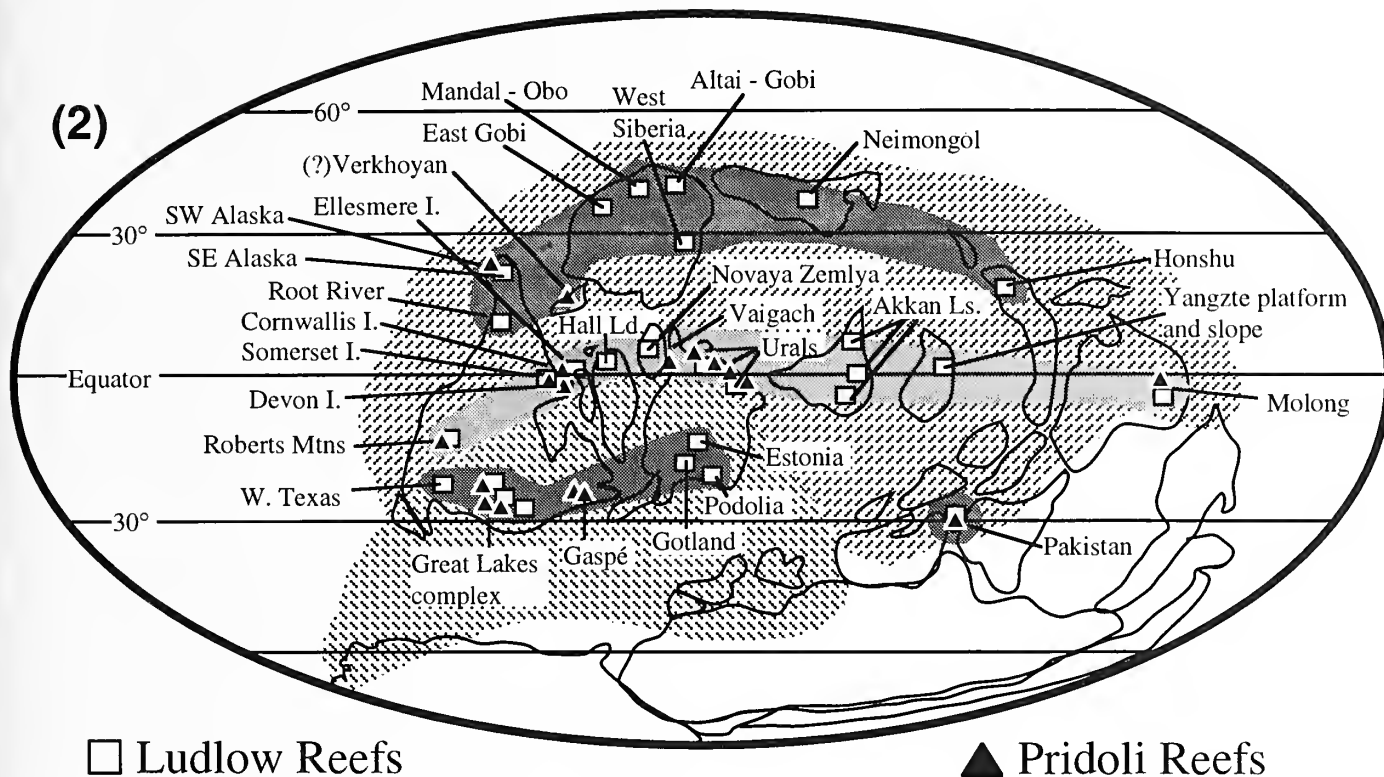 (2)
60°
Mandal - Obo
Altai - Gobi
West
Siberia
East Gobi
Neimongol
(?)Verkhoyan
Ellesmere I.
SW Alaska
30°
SE Alaska
Novaya Zemlya
Honshu
Root River
Vaigach
Akkan Ls.
Yangzte platform
and slope
Cornwallis I.
Hall Ld.
Urals
Somerset I.
Equator
Devon I.
Molong
Roberts Mtns
Estonia
W. Texas
Podolia
30°
Great Lakes
complex
Gaspé
Gotland
Pakistan
Ludlow Reefs
Pridoli Reefs